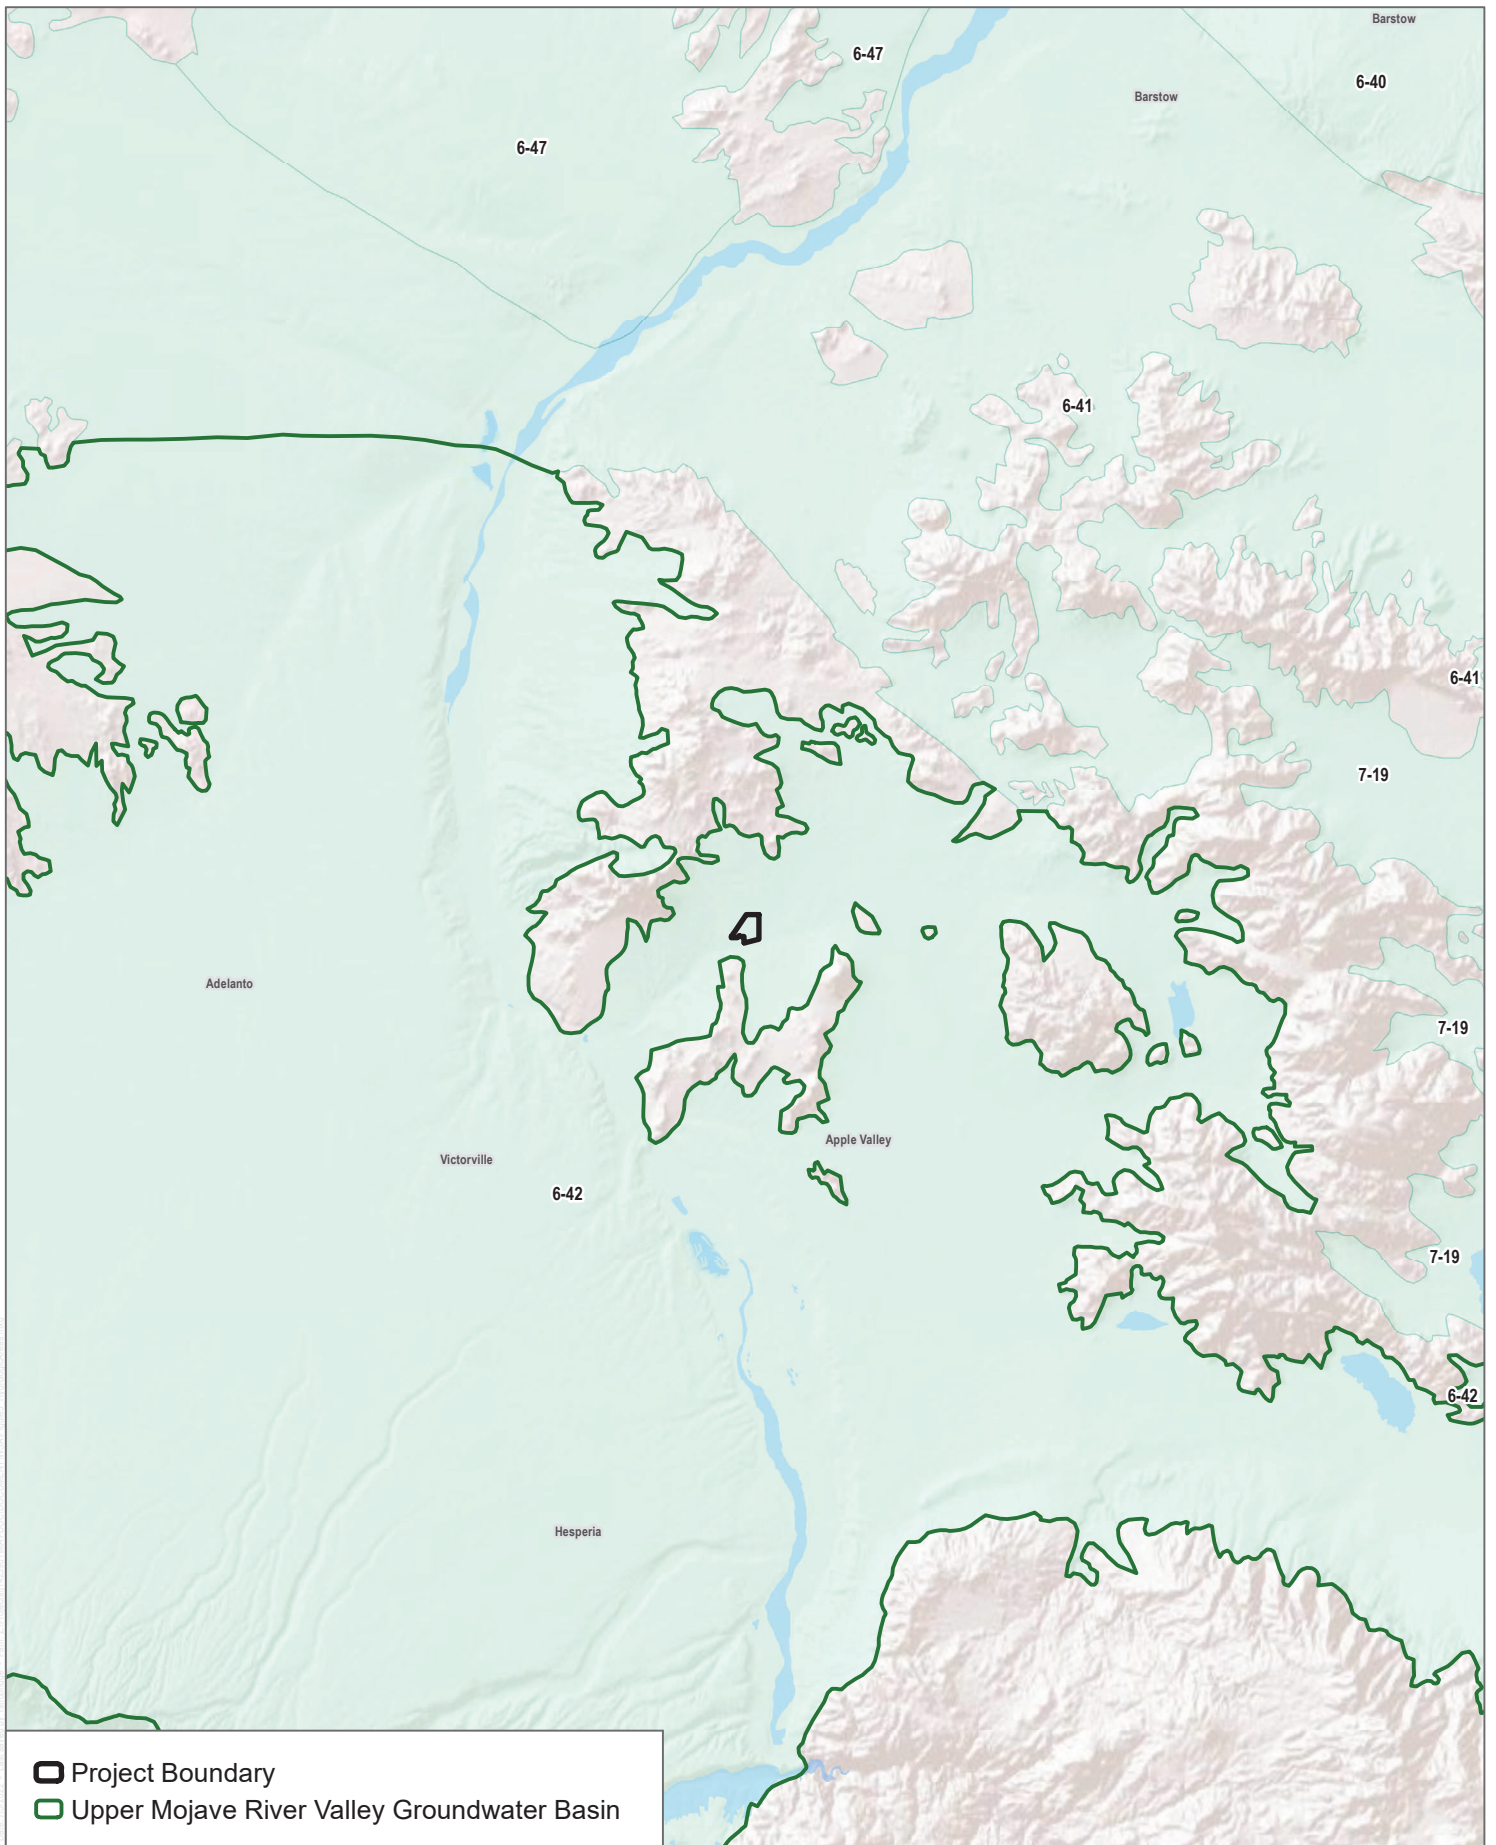 Barstow
6-47
6-40
Barstow
6-47
6-41
6-41
7-19
Adelanto
7-19
Apple Valley
Victorville
6-42
7-19
6-42
Hesperia
Project Boundary
Upper Mojave River Valley Groundwater Basin